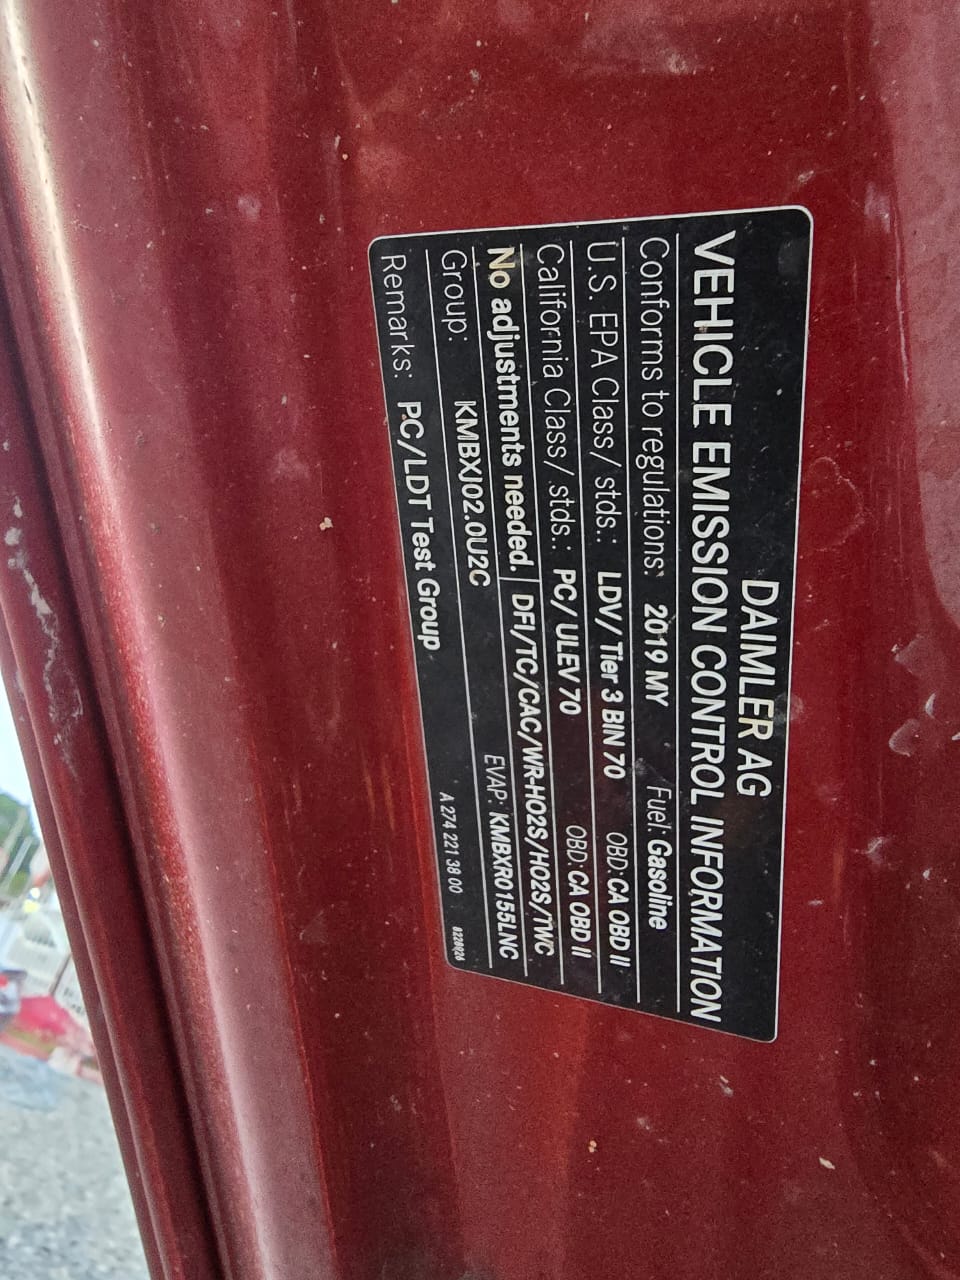 DAIMLER AG
VEHICLE EMISSION CONTROL INFORMATION
Conforms to regulations: 2019 MY Fuel: Gasoline
U.S. EPA Class/ stds.: LDV/ Tier 3 BIN 70 OBD: CA OBD II
California Class/ stds.: PC/ ULEV 70 OBD: CA OBD II
No adjustments needed. DFI/TC/CAC/WR-HO2S/HO2S/TWC
Group: KMBXJ02.0U2C EVAP: KMBXR0155LNC
Remarks: PC/LDT Test Group A 274 221 38 00